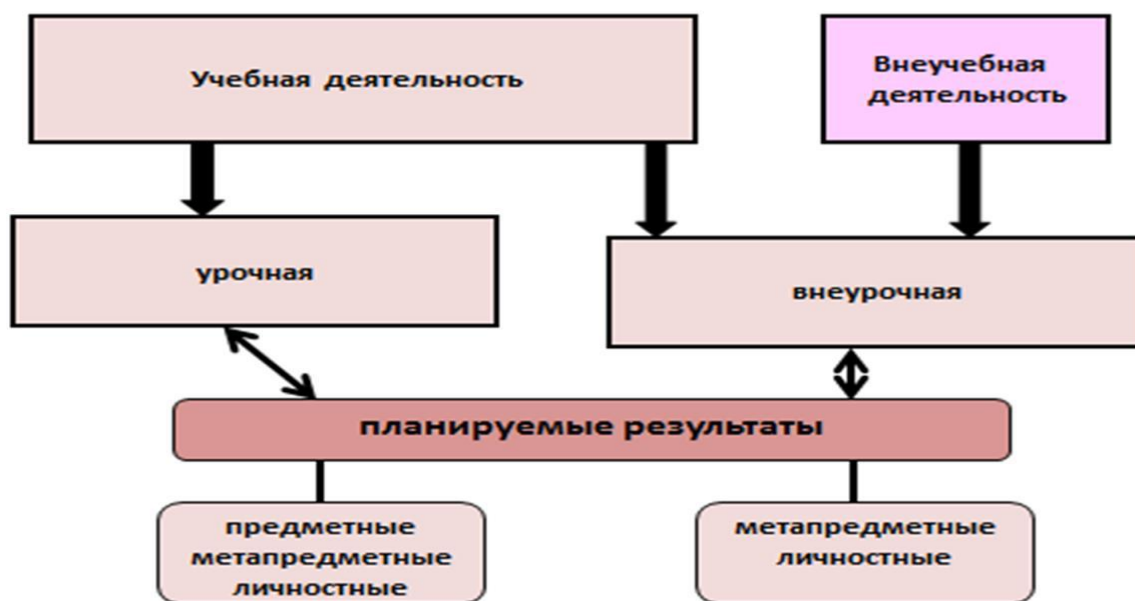 Учебная деятельность
Внеучебная
деятельность
урочная
внеурочная
планируемые результаты
предметные
метапредметные
личностные
метапредметные
личностные